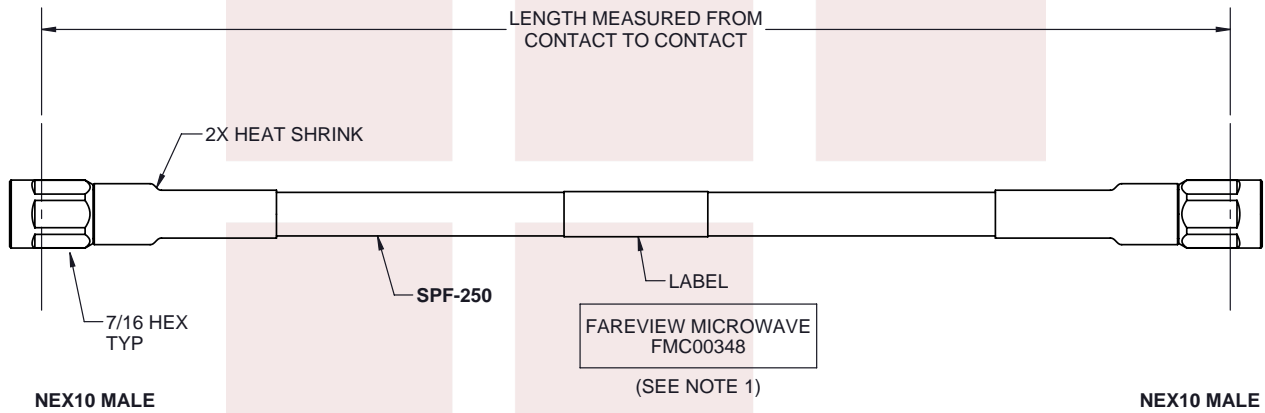 LENGTH MEASURED FROM
CONTACT TO CONTACT
2X HEAT SHRINK
SPF-250
LABEL
7/16 HEX
TYP
FAREVIEW MICROWAVE
FMC00348
(SEE NOTE 1)
NEX10 MALE
NEX10 MALE